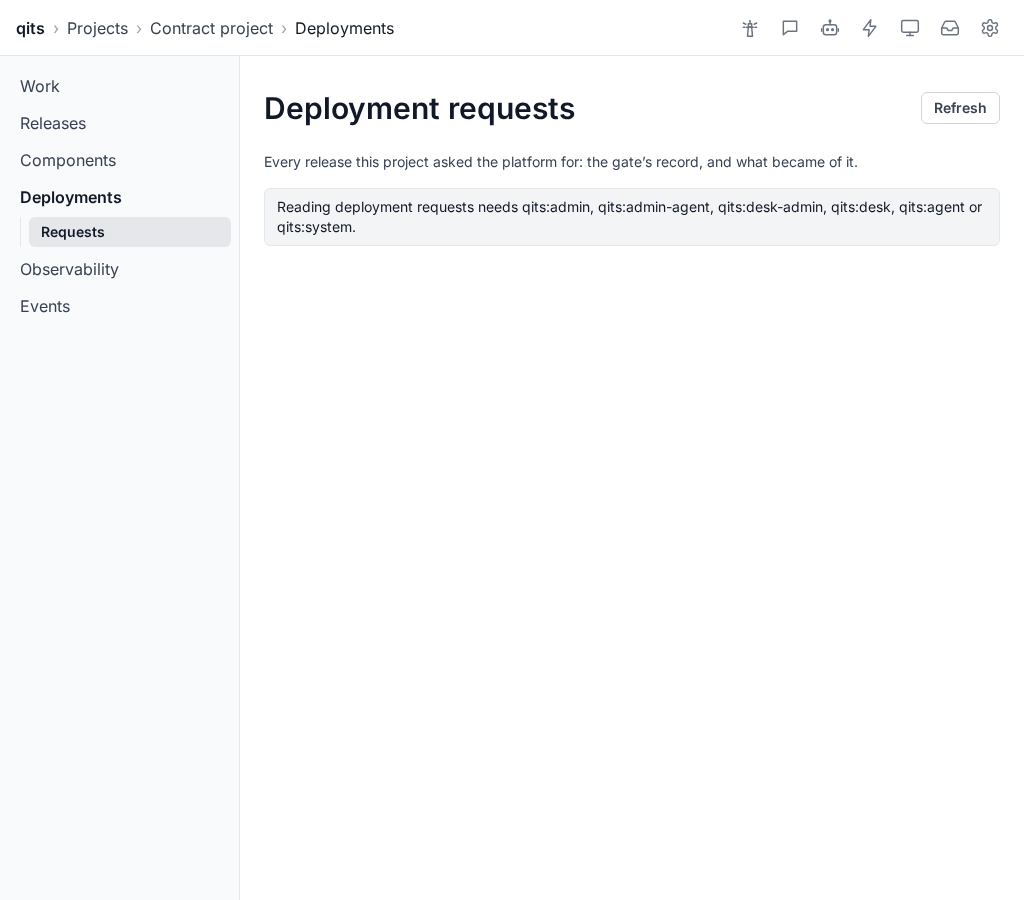 qits › Projects › Contract project › Deployments
Work
Releases
Components
Deployments
Requests
Observability
Events
Deployment requests
Refresh
Every release this project asked the platform for: the gate’s record, and what became of it.
Reading deployment requests needs qits:admin, qits:admin-agent, qits:desk-admin, qits:desk, qits:agent or
qits:system.